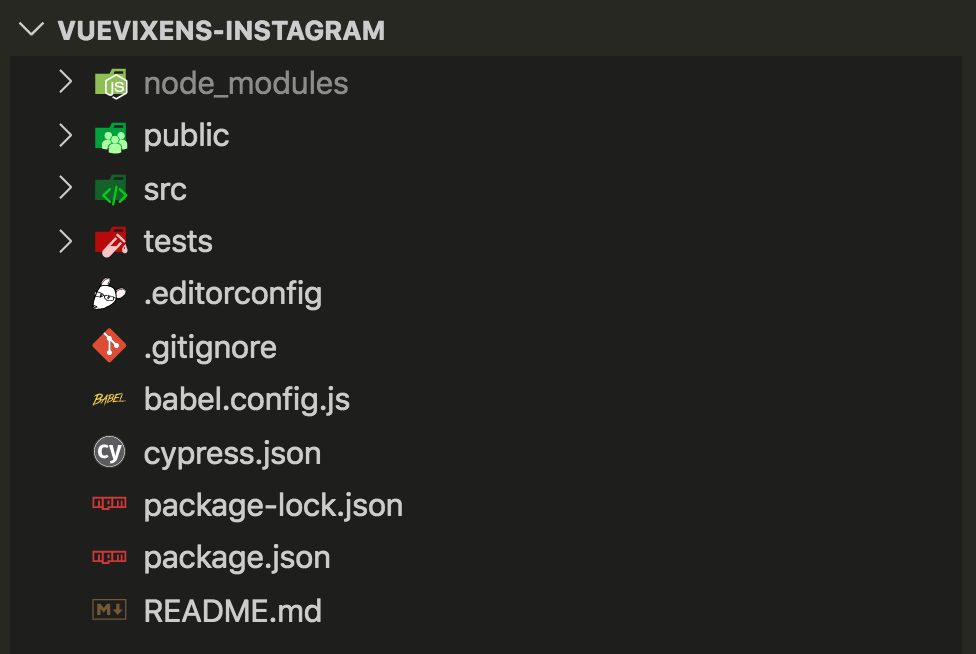 VUEVIXENS-INSTAGRAM
JS node_modules
public
</> src
tests
.editorconfig
.gitignore
BABEL babel.config.js
cy cypress.json
npm package-lock.json
npm package.json
M↓ README.md